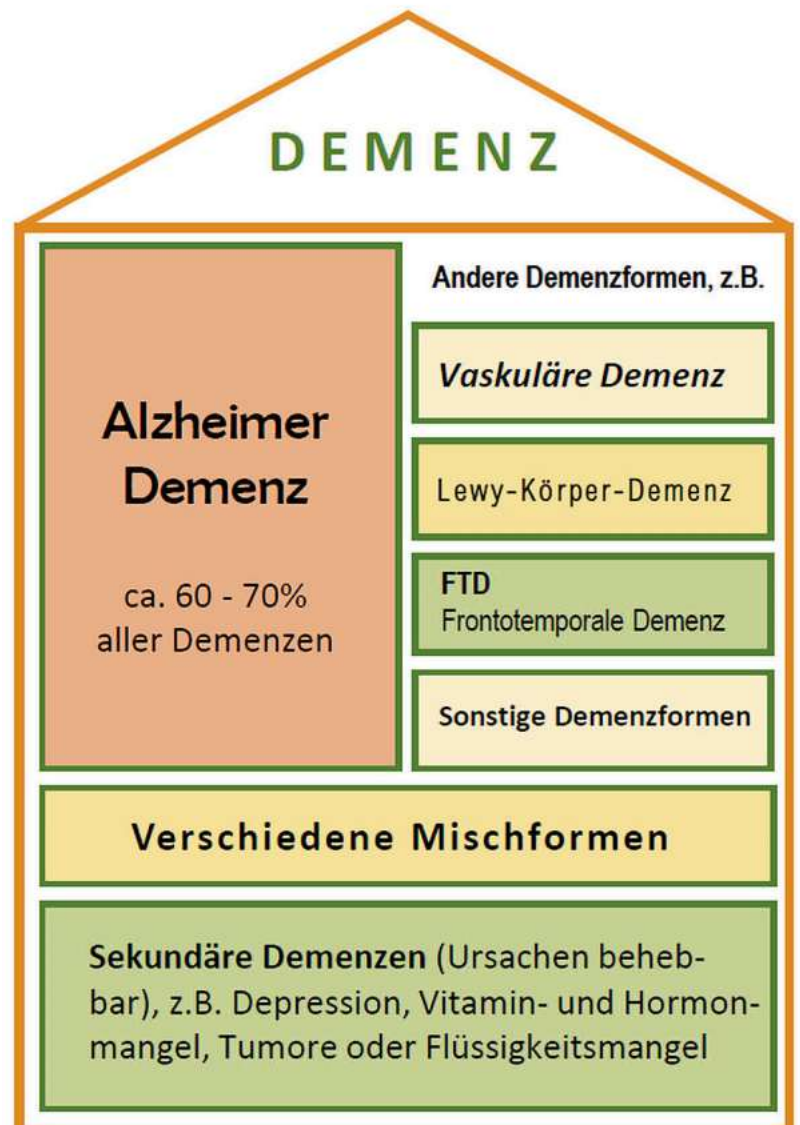 DEMENZ
Alzheimer
Demenz
ca. 60 - 70%
aller Demenzen
Andere Demenzformen, z.B.
Vaskuläre Demenz
Lewy-Körper-Demenz
FTD
Frontotemporale Demenz
Sonstige Demenzformen
Verschiedene Mischformen
Sekundäre Demenzen (Ursachen beheb-
bar), z.B. Depression, Vitamin- und Hormon-
mangel, Tumore oder Flüssigkeitsmangel